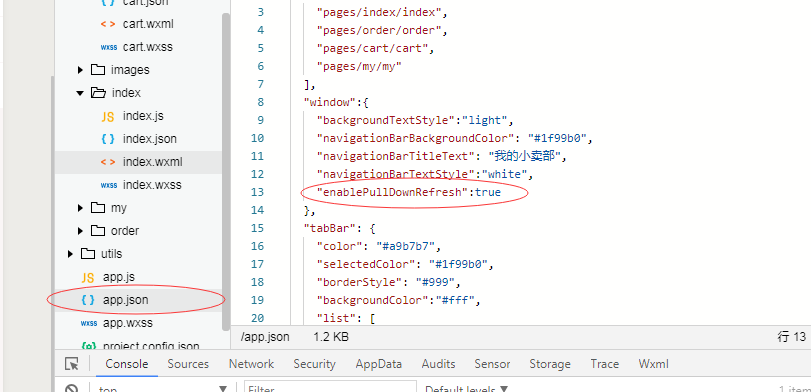 cart.json
<> cart.wxml
wxss cart.wxss
images
index
JS index.js
{ } index.json
<> index.wxml
wxss index.wxss
my
order
utils
JS app.js
{ } app.json
wxss app.wxss
{o} project.config.json
3 "pages/index/index",
4 "pages/order/order",
5 "pages/cart/cart",
6 "pages/my/my"
7 ],
8 "window":{
9 "backgroundTextStyle":"light",
10 "navigationBarBackgroundColor": "#1f99b0",
11 "navigationBarTitleText": "我的小卖部",
12 "navigationBarTextStyle":"white",
13 "enablePullDownRefresh":true
14 },
15 "tabBar": {
16 "color": "#a9b7b7",
17 "selectedColor": "#1f99b0",
18 "borderStyle": "#999",
19 "backgroundColor":"#fff",
20 "list": [
/app.json 1.2 KB 行 13
Console Sources Network Security AppData Audits Sensor Storage Trace Wxml
top Filter Default levels 1 item